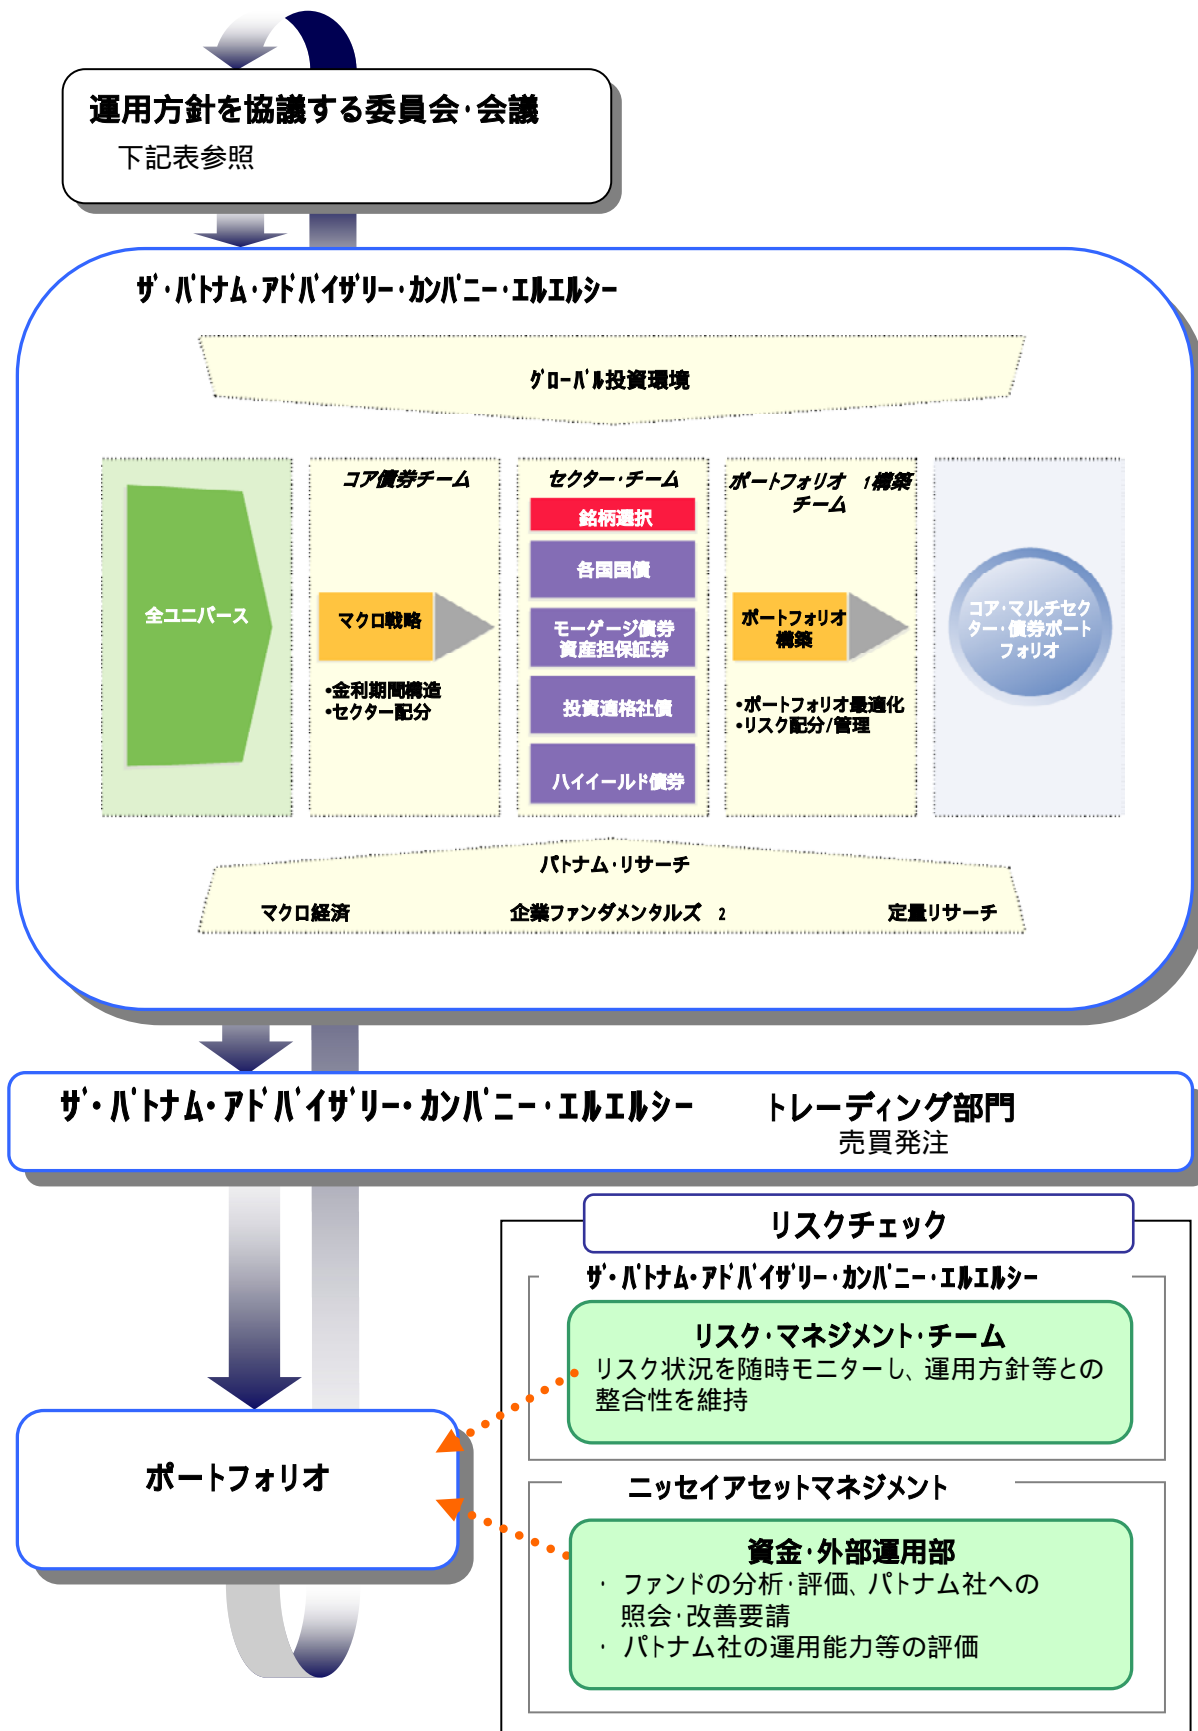 運用方針を協議する委員会・会議
下記表参照
ｻﾞ・ﾊﾟﾄﾅﾑ・ｱﾄﾞﾊﾞｲｻﾞﾘｰ・ｶﾝﾊﾟﾆｰ・ｴﾙｴﾙｼｰ
ｸﾞﾛｰﾊﾞﾙ投資環境
全ユニバース
コア債券チーム
マクロ戦略
・金利期間構造
・セクター配分
セクター・チーム
銘柄選択
各国国債
モーゲージ債券
資産担保証券
投資適格社債
ハイイールド債券
ポートフォリオ 1構築
チーム
ポートフォリオ
構築
・ポートフォリオ最適化
・リスク配分/管理
コア・マルチセク
ター・債券ポート
フォリオ
パトナム・リサーチ
マクロ経済 企業ファンダメンタルズ 2 定量リサーチ
ｻﾞ・ﾊﾟﾄﾅﾑ・ｱﾄﾞﾊﾞｲｻﾞﾘｰ・ｶﾝﾊﾟﾆｰ・ｴﾙｴﾙｼｰ トレーディング部門
売買発注
リスクチェック
ｻﾞ・ﾊﾟﾄﾅﾑ・ｱﾄﾞﾊﾞｲｻﾞﾘｰ・ｶﾝﾊﾟﾆｰ・ｴﾙｴﾙｼｰ
リスク・マネジメント・チーム
リスク状況を随時モニターし、運用方針等との
整合性を維持
ポートフォリオ
ニッセイアセットマネジメント
資金・外部運用部
・ ファンドの分析・評価、パトナム社への
照会・改善要請
・ パトナム社の運用能力等の評価